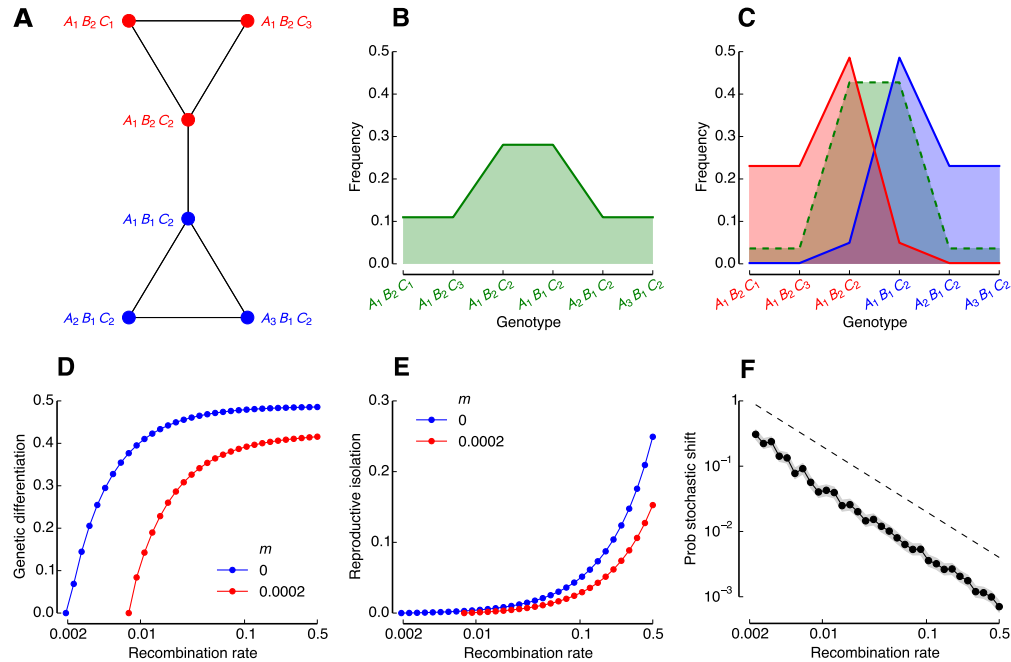 A
A₁ B₂ C₁
A₁ B₂ C₃
A₁ B₂ C₂
A₁ B₁ C₂
A₂ B₁ C₂
A₃ B₁ C₂
B
Frequency
0.5
0.4
0.3
0.2
0.1
0.0
A₁ B₂ C₁
A₁ B₂ C₃
A₁ B₂ C₂
A₁ B₁ C₂
A₂ B₁ C₂
A₃ B₁ C₂
Genotype
C
Frequency
0.5
0.4
0.3
0.2
0.1
0.0
A₁ B₂ C₁
A₁ B₂ C₃
A₁ B₂ C₂
A₁ B₁ C₂
A₂ B₁ C₂
A₃ B₁ C₂
Genotype
D
Genetic differentiation
0.5
0.4
0.3
0.2
0.1
0.0
m
0
0.0002
0.002
0.01
0.1
0.5
Recombination rate
E
Reproductive isolation
0.3
0.2
0.1
0.0
m
0
0.0002
0.002
0.01
0.1
0.5
Recombination rate
F
Prob stochastic shift
1
10⁻¹
10⁻²
10⁻³
0.002
0.01
0.1
0.5
Recombination rate